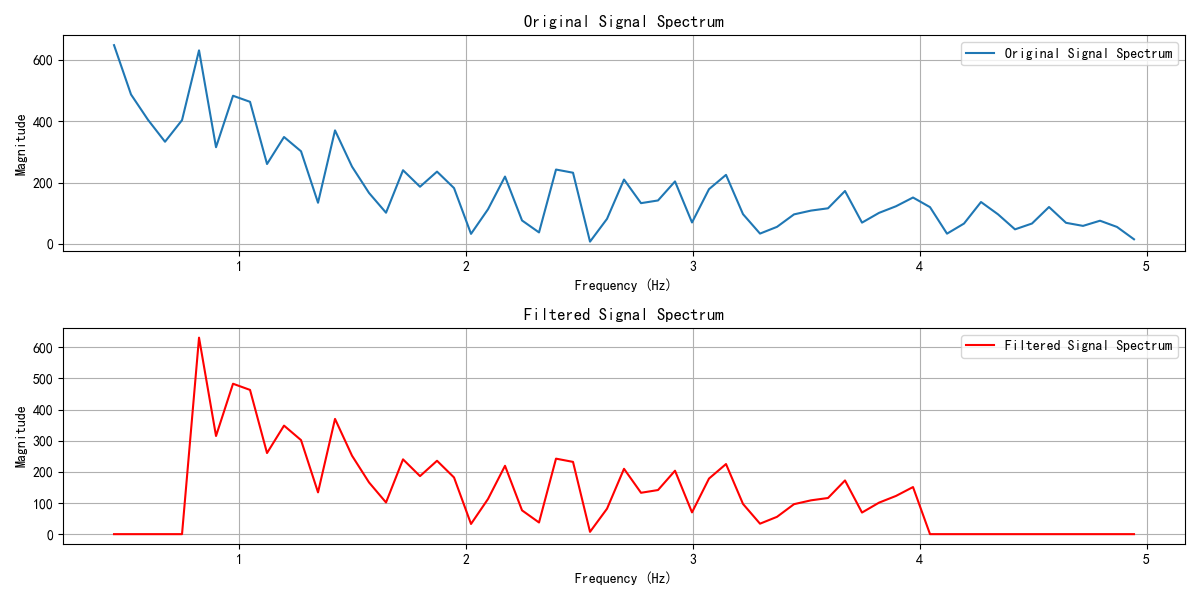 Original Signal Spectrum
Original Signal Spectrum
Magnitude
600
400
200
0
1 2 3 4 5
Frequency (Hz)
Filtered Signal Spectrum
Filtered Signal Spectrum
Magnitude
600
500
400
300
200
100
0
1 2 3 4 5
Frequency (Hz)